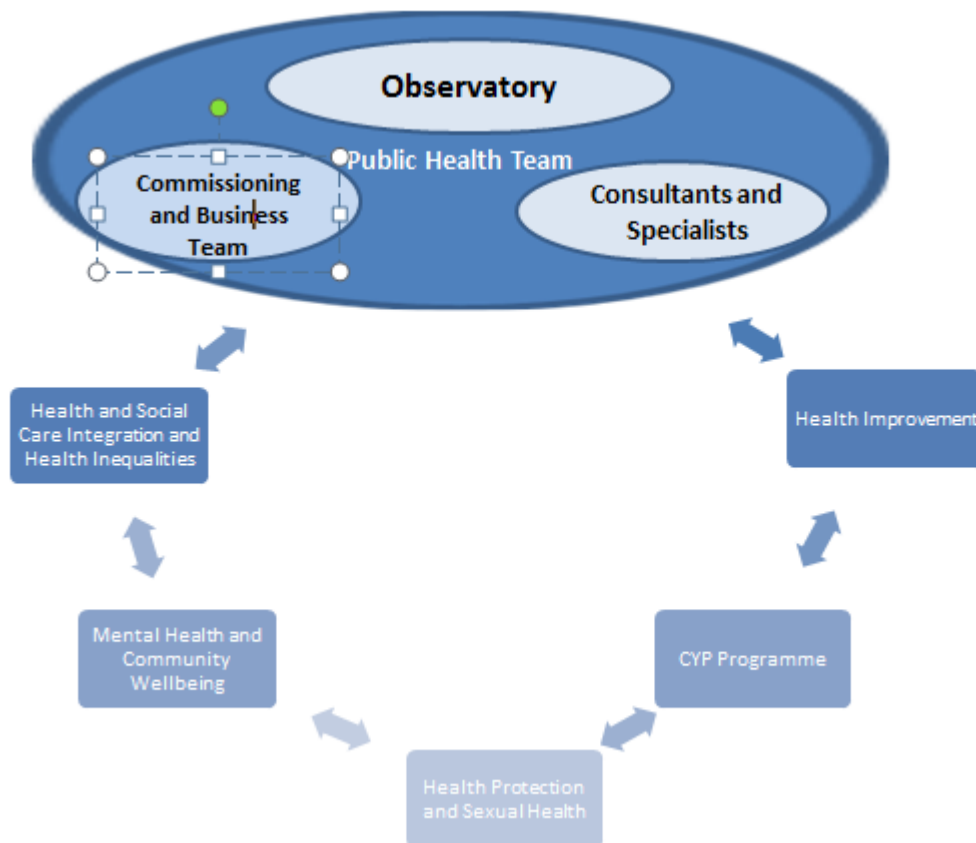 Observatory
Public Health Team
Commissioning
and Business
Team
Consultants and
Specialists
Health and Social
Care Integration and
Health Inequalities
Health Improvement
Mental Health and
Community
Wellbeing
CYP Programme
Health Protection
and Sexual Health